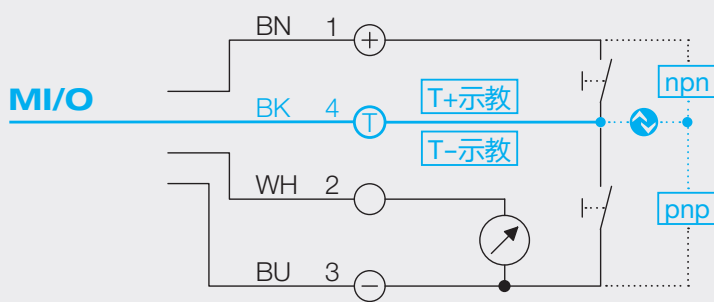 BN 1 +
MI/O
BK 4 T T+示教 npn
T-示教
WH 2
pnp
BU 3 −